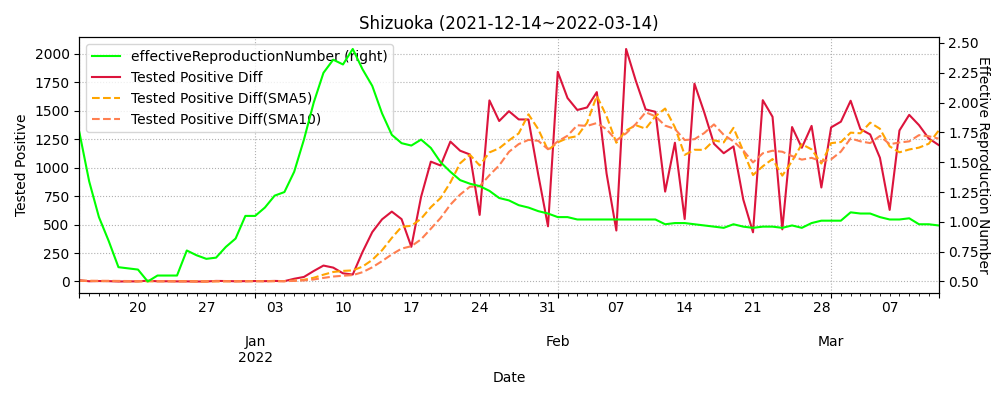 Shizuoka (2021-12-14~2022-03-14)
effectiveReproductionNumber (right)
Tested Positive Diff
Tested Positive Diff(SMA5)
Tested Positive Diff(SMA10)
Tested Positive
2000
1750
1500
1250
1000
750
500
250
0
2.50
2.25
2.00
1.75
1.50
1.25
1.00
0.75
0.50
Effective Reproduction Number
20 27 03 10 17 24 31 07 14 21 28 07
Jan Feb Mar
2022
Date